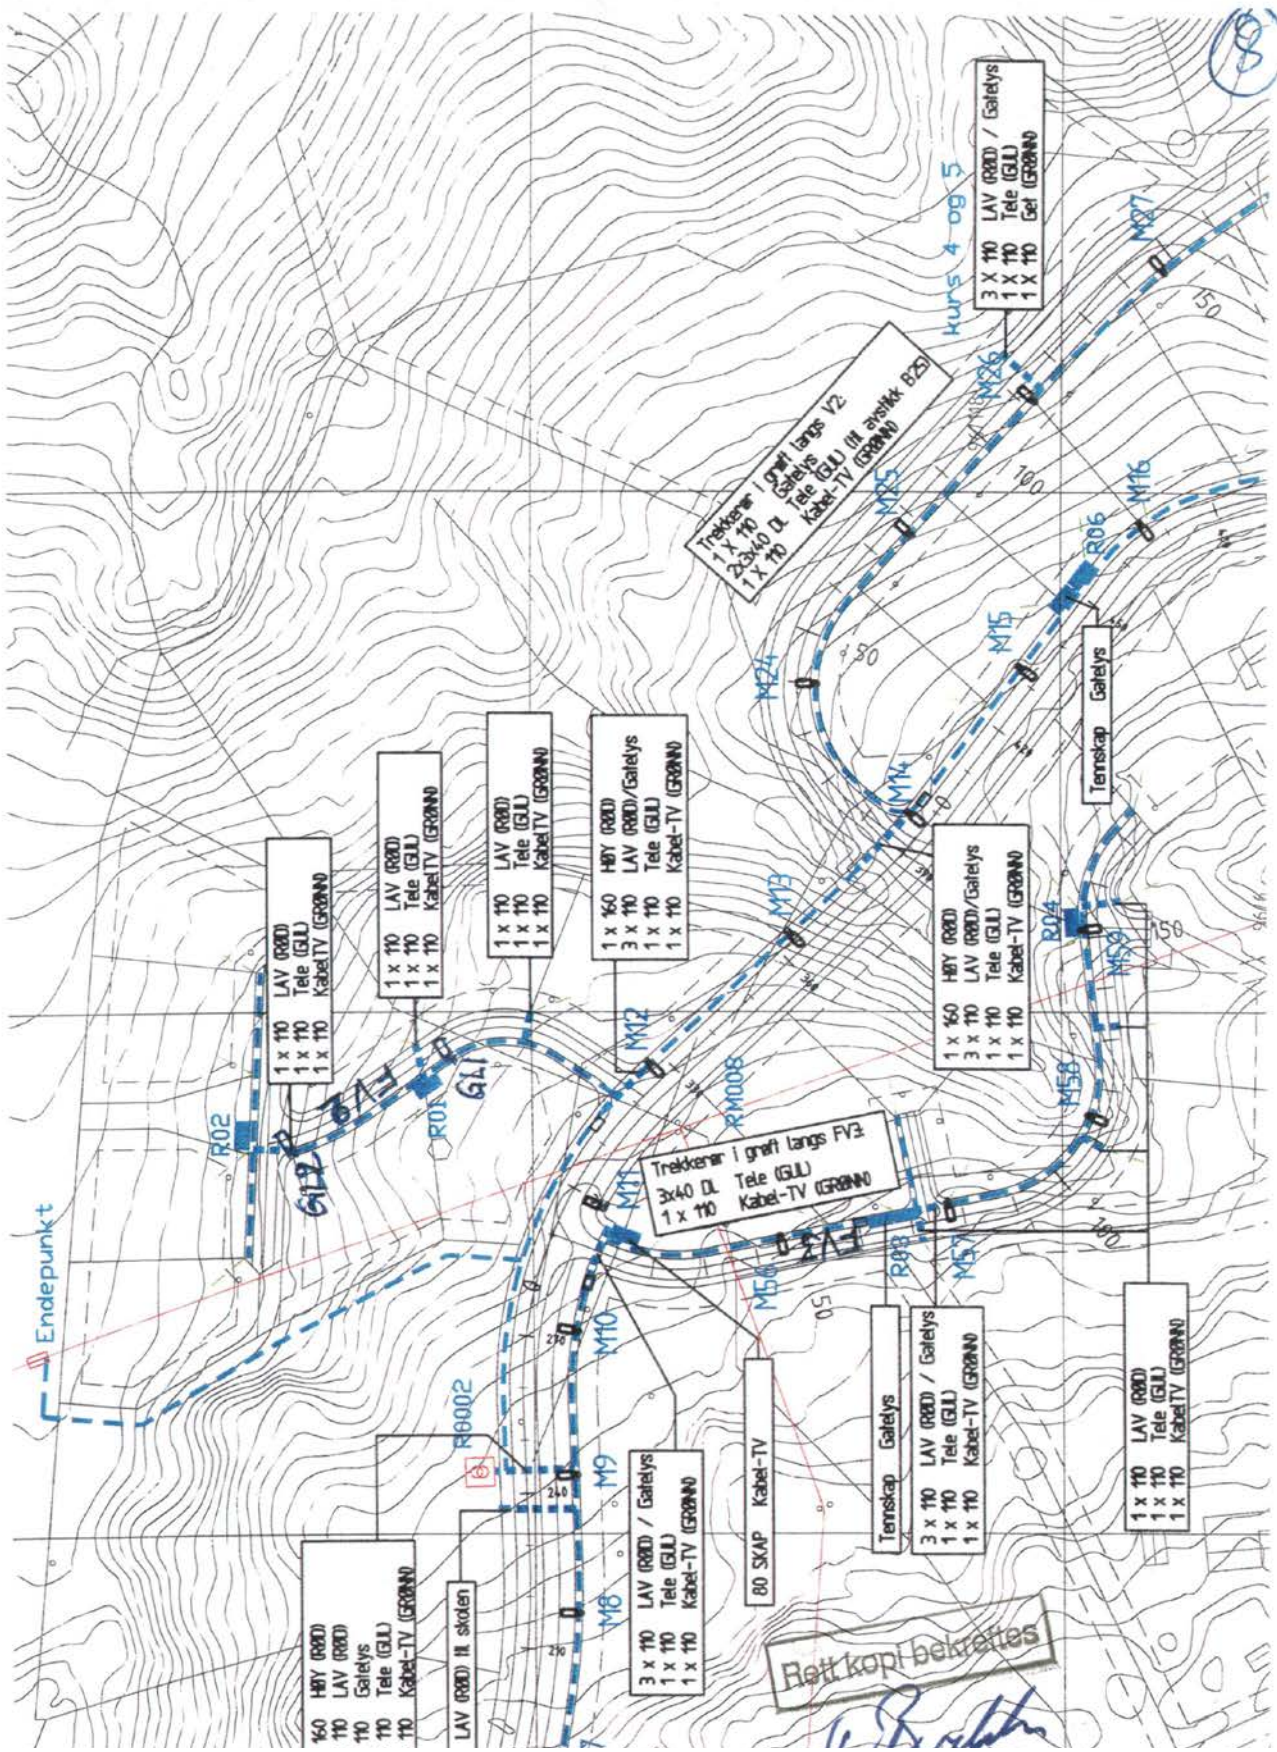 8
kurs 4 og 5
3 X 110 LAV (RØD) / Gatelys
1 X 110 Tele (GUL)
1 X 110 Get (GRØNN)
M27
150
M26
Trekkerør i grøft langs V2:
1 X 110 Gatelys
2x3x40 DL Tele (GUL) (til avstikk B25)
1 X 110 Kabel-TV (GRØNN)
M25
100
M16
R06
M15
M24
50
Tennskap Gatelys
M14
0
1 x 110 LAV (RØD)
1 x 110 Tele (GUL)
1 x 110 KabelTV (GRØNN)
1 x 110 LAV (RØD)
1 x 110 Tele (GUL)
1 x 110 KabelTV (GRØNN)
1 x 110 LAV (RØD)
1 x 110 Tele (GUL)
1 x 110 KabelTV (GRØNN)
1 x 160 HØY (RØD)
3 x 110 LAV (RØD)/Gatelys
1 x 110 Tele (GUL)
1 x 110 Kabel-TV (GRØNN)
M13
1 x 160 HØY (RØD)
3 x 110 LAV (RØD)/Gatelys
1 x 110 Tele (GUL)
1 x 110 Kabel-TV (GRØNN)
R04
M59
150
M12
M58
R02
FV2
R01
GL1
GL2
RM008
Trekkerør i grøft langs FV3:
3x40 DL Tele (GUL)
1 x 110 Kabel-TV (GRØNN)
M11
FV3
R03
M57
M56
50
100
Endepunkt
M10
270
R0002
M9
240
M8
210
Tennskap Gatelys
3 x 110 LAV (RØD) / Gatelys
1 x 110 Tele (GUL)
1 x 110 Kabel-TV (GRØNN)
1 x 110 LAV (RØD)
1 x 110 Tele (GUL)
1 x 110 KabelTV (GRØNN)
80 SKAP Kabel-TV
3 x 110 LAV (RØD) / Gatelys
1 x 110 Tele (GUL)
1 x 110 Kabel-TV (GRØNN)
160 HØY (RØD)
110 LAV (RØD)
110 Gatelys
110 Tele (GUL)
110 Kabel-TV (GRØNN)
LAV (RØD) til skolen
Rett kopi bekreftes